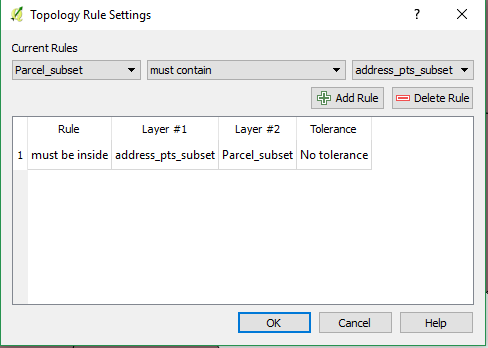 Topology Rule Settings ? ×
Current Rules
Parcel_subset must contain address_pts_subset
Add Rule Delete Rule
Rule Layer #1 Layer #2 Tolerance
1 must be inside address_pts_subset Parcel_subset No tolerance
OK Cancel Help